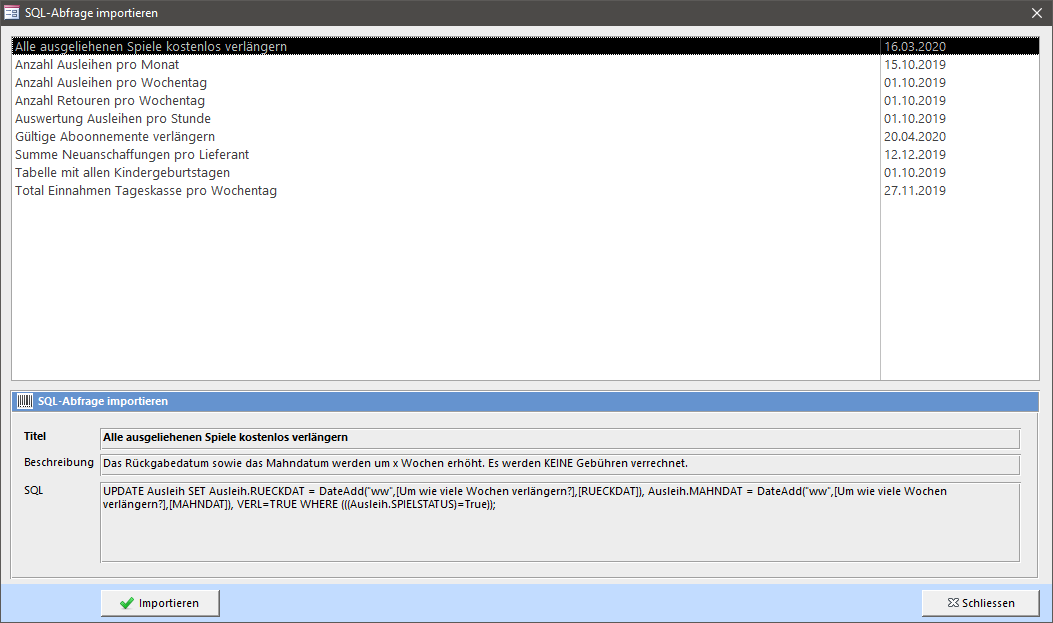 SQL-Abfrage importieren
Alle ausgeliehenen Spiele kostenlos verlängern 16.03.2020
Anzahl Ausleihen pro Monat 15.10.2019
Anzahl Ausleihen pro Wochentag 01.10.2019
Anzahl Retouren pro Wochentag 01.10.2019
Auswertung Ausleihen pro Stunde 01.10.2019
Gültige Aboonnemente verlängern 20.04.2020
Summe Neuanschaffungen pro Lieferant 12.12.2019
Tabelle mit allen Kindergeburtstagen 01.10.2019
Total Einnahmen Tageskasse pro Wochentag 27.11.2019
SQL-Abfrage importieren
Titel Alle ausgeliehenen Spiele kostenlos verlängern
Beschreibung Das Rückgabedatum sowie das Mahndatum werden um x Wochen erhöht. Es werden KEINE Gebühren verrechnet.
SQL UPDATE Ausleih SET Ausleih.RUECKDAT = DateAdd("ww",[Um wie viele Wochen verlängern?],[RUECKDAT]), Ausleih.MAHNDAT = DateAdd("ww",[Um wie viele Wochen
verlängern?],[MAHNDAT]), VERL=TRUE WHERE (((Ausleih.SPIELSTATUS)=True));
Importieren Schliessen